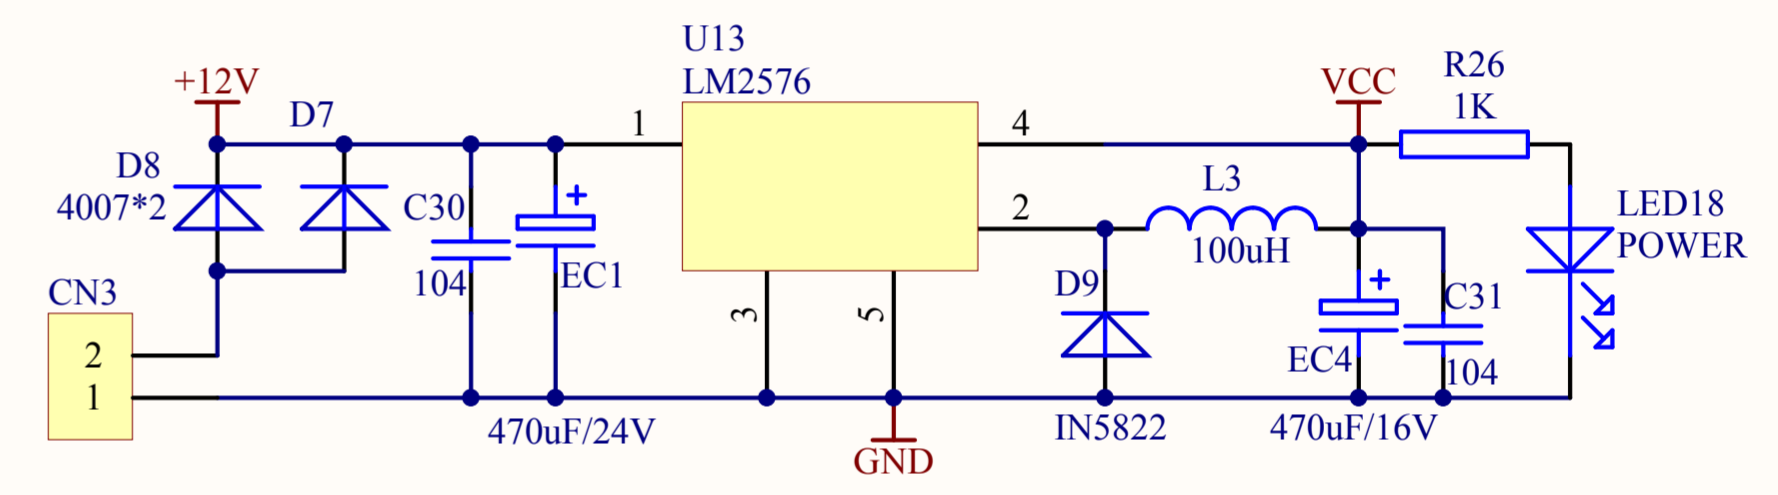 U13
LM2576
+12V
D7
VCC
R26
1K
1
4
D8
4007*2
C30
104
EC1
2
L3
100uH
LED18
POWER
CN3
2
1
3
5
D9
EC4
C31
104
470uF/24V
GND
IN5822
470uF/16V